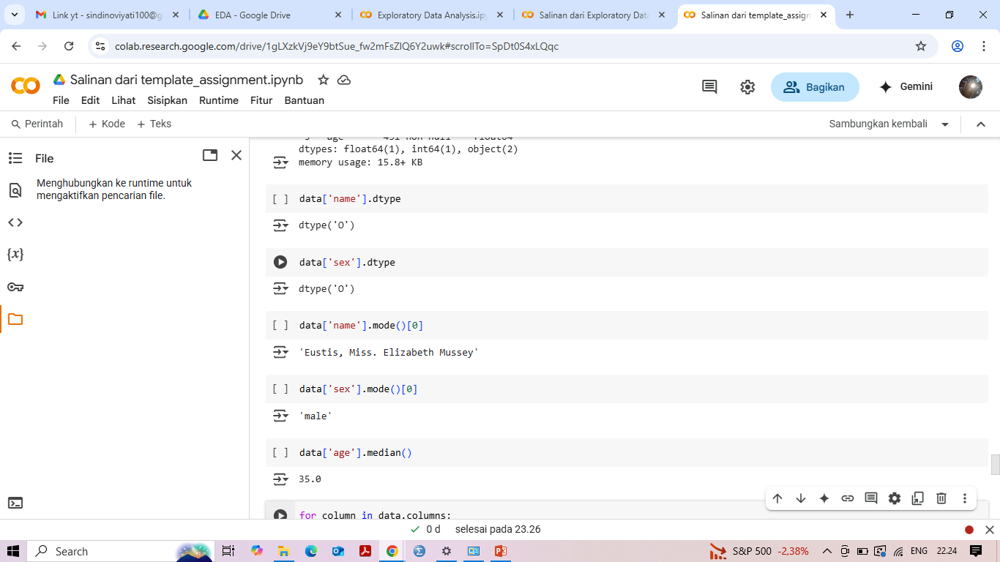 Link yt - sindinoviyati100@g
EDA - Google Drive
Exploratory Data Analysis.ip
Salinan dari Exploratory Dat
Salinan dari template_assign
colab.research.google.com/drive/1gLXzkVj9eY9btSue_fw2mFsZlQ6Y2uwk#scrollTo=SpDt0S4xLQqc
Salinan dari template_assignment.ipynb
File Edit Lihat Sisipkan Runtime Fitur Bantuan
Bagikan
Gemini
Perintah
+ Kode + Teks
Sambungkan kembali
File
Menghubungkan ke runtime untuk
mengaktifkan pencarian file.
dtypes: float64(1), int64(1), object(2)
memory usage: 15.8+ KB
[ ] data['name'].dtype
dtype('O')
data['sex'].dtype
dtype('O')
[ ] data['name'].mode()[0]
'Eustis, Miss. Elizabeth Mussey'
[ ] data['sex'].mode()[0]
'male'
[ ] data['age'].median()
35.0
for column in data.columns:
0 d selesai pada 23.26
Search
S&P 500 -2,38%
ENG
22.24